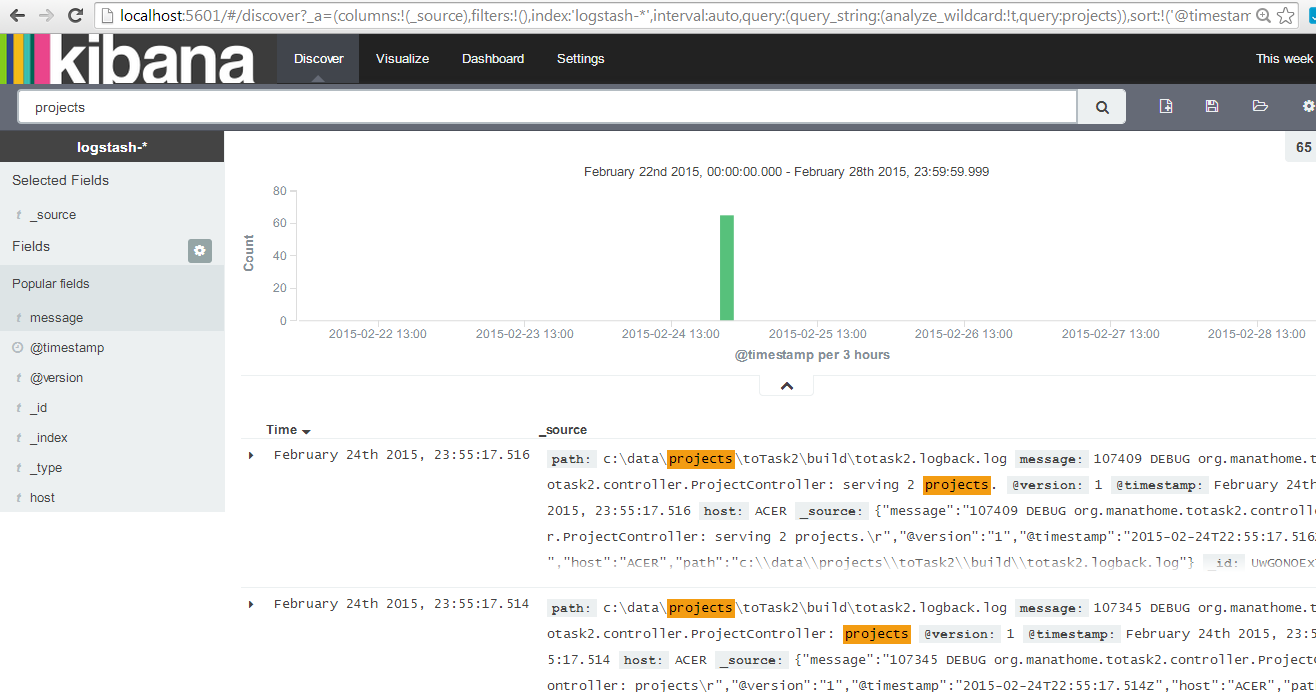 localhost:5601/#/discover?_a=(columns:!(_source),filters:!(),index:'logstash-*',interval:auto,query:(query_string:(analyze_wildcard:!t,query:projects)),sort:!('@timestam
kibana Discover Visualize Dashboard Settings This week
projects
logstash-*
65
Selected Fields
t _source
Fields
Popular fields
t message
@timestamp
t @version
t _id
t _index
t _type
t host
February 22nd 2015, 00:00:00.000 - February 28th 2015, 23:59:59.999
Count
80
60
40
20
0
2015-02-22 13:00 2015-02-23 13:00 2015-02-24 13:00 2015-02-25 13:00 2015-02-26 13:00 2015-02-27 13:00 2015-02-28 13:00
@timestamp per 3 hours
Time _source
February 24th 2015, 23:55:17.516
path: c:\data\projects\toTask2\build\totask2.logback.log message: 107409 DEBUG org.manathome.t
otask2.controller.ProjectController: serving 2 projects. @version: 1 @timestamp: February 24th
2015, 23:55:17.516 host: ACER _source: {"message":"107409 DEBUG org.manathome.totask2.controlle
r.ProjectController: serving 2 projects.\r","@version":"1","@timestamp":"2015-02-24T22:55:17.516Z
","host":"ACER","path":"c:\\data\\projects\\toTask2\\build\\totask2.logback.log"} _id: UwGONOEx
February 24th 2015, 23:55:17.514
path: c:\data\projects\toTask2\build\totask2.logback.log message: 107345 DEBUG org.manathome.t
otask2.controller.ProjectController: projects @version: 1 @timestamp: February 24th 2015, 23:5
5:17.514 host: ACER _source: {"message":"107345 DEBUG org.manathome.totask2.controller.Projectc
ontroller: projects\r","@version":"1","@timestamp":"2015-02-24T22:55:17.514Z","host":"ACER","pat